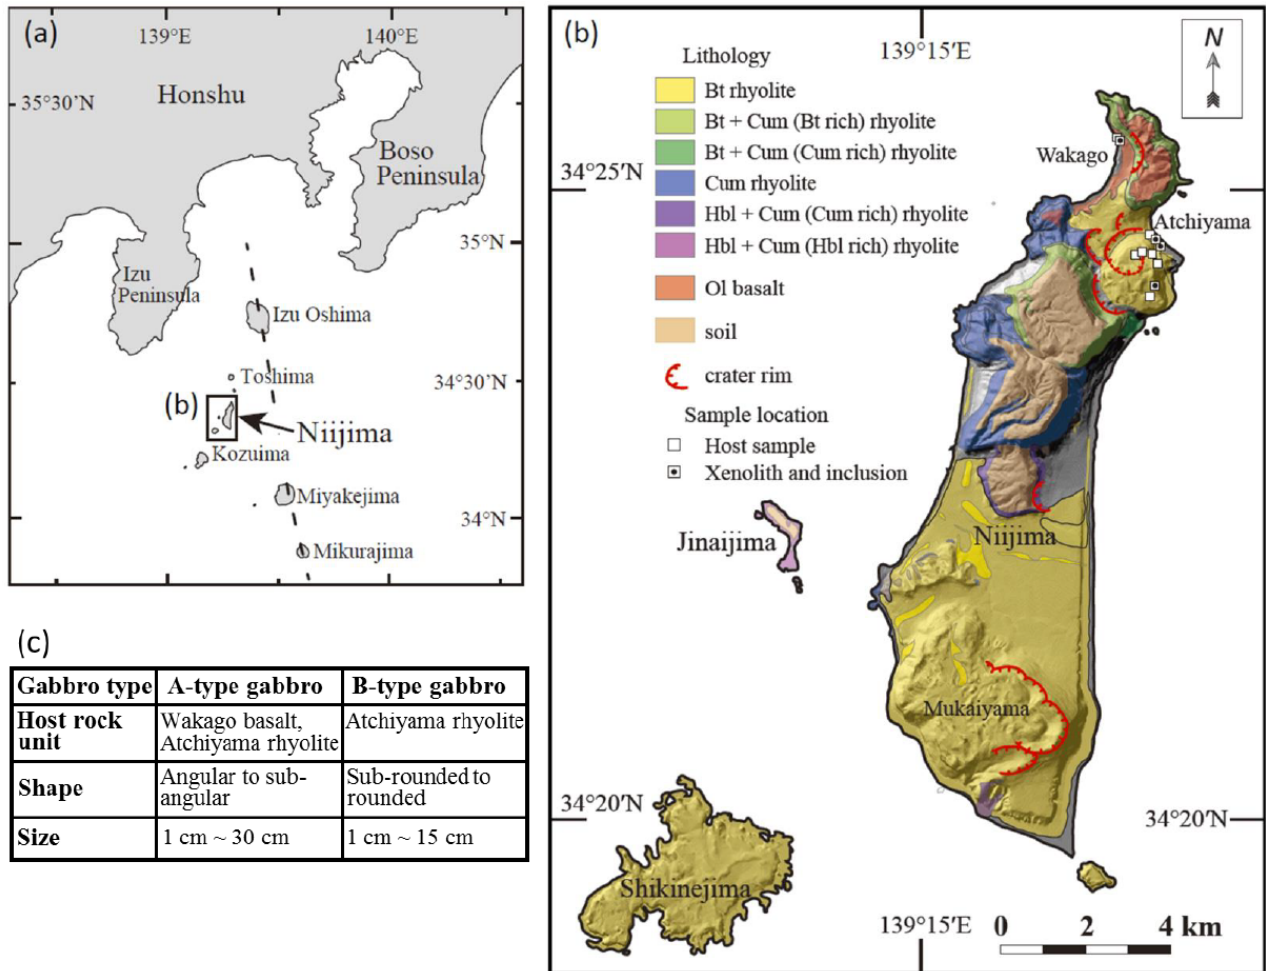 (a)
139°E
140°E
35°30'N
Honshu
Boso
Peninsula
35°N
Izu
Peninsula
Izu Oshima
Toshima
34°30'N
(b)
Niijima
Kozuima
Miyakejima
34°N
Mikurajima
(b)
139°15'E
N
Lithology
Bt rhyolite
Bt + Cum (Bt rich) rhyolite
Bt + Cum (Cum rich) rhyolite
Cum rhyolite
Hbl + Cum (Cum rich) rhyolite
Hbl + Cum (Hbl rich) rhyolite
Ol basalt
soil
crater rim
Sample location
Host sample
Xenolith and inclusion
34°25'N
Wakago
Atchiyama
Jinaijima
Niijima
Mukaiyama
34°20'N
34°20'N
Shikinejima
139°15'E
0 2 4 km
(c)
Gabbro type A-type gabbro B-type gabbro
Host rock unit Wakago basalt, Atchiyama rhyolite Atchiyama rhyolite
Shape Angular to sub-angular Sub-rounded to rounded
Size 1 cm ~ 30 cm 1 cm ~ 15 cm